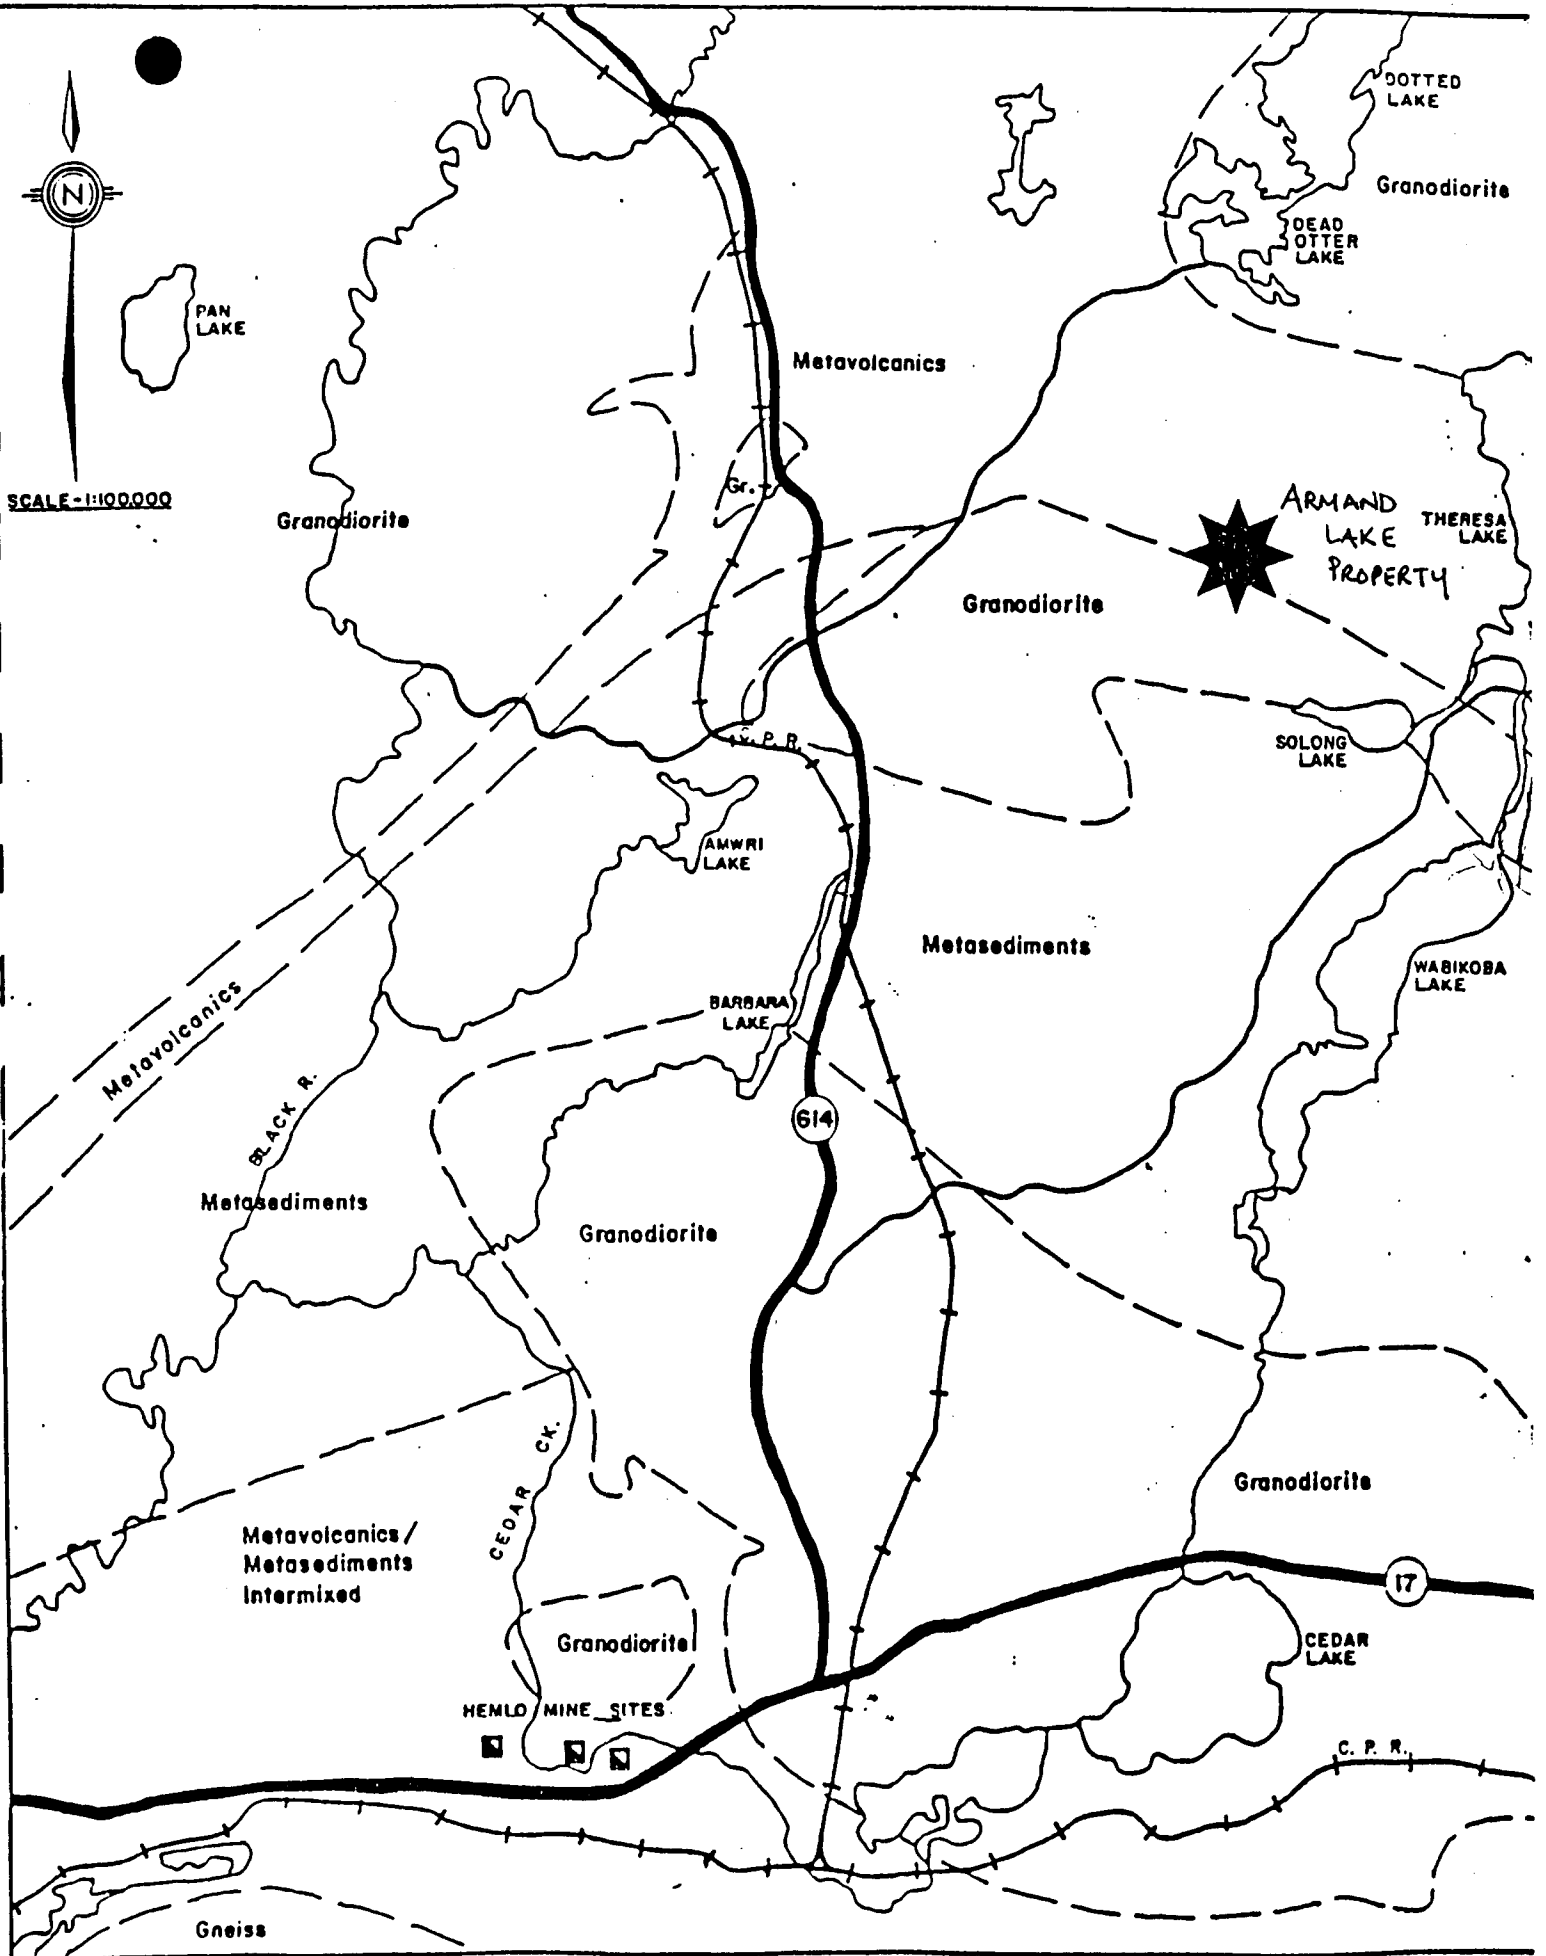 DOTTED
LAKE
N
Granodiorite
DEAD
OTTER
LAKE
PAN
LAKE
Metavolcanics
SCALE - 1:100,000
Gr.
Granodiorite
ARMAND
LAKE
PROPERTY
THERESA
LAKE
Granodiorite
C. P. R.
SOLONG
LAKE
AMWRI
LAKE
Metasediments
WABIKOBA
LAKE
Metavolcanics
BARBARA
LAKE
BLACK R.
614
Metasediments
Granodiorite
CEDAR CK.
Granodiorite
Metavolcanics/
Metasediments
Intermixed
17
Granodiorite
CEDAR
LAKE
HEMLO MINE SITES
C. P. R.
Gneiss